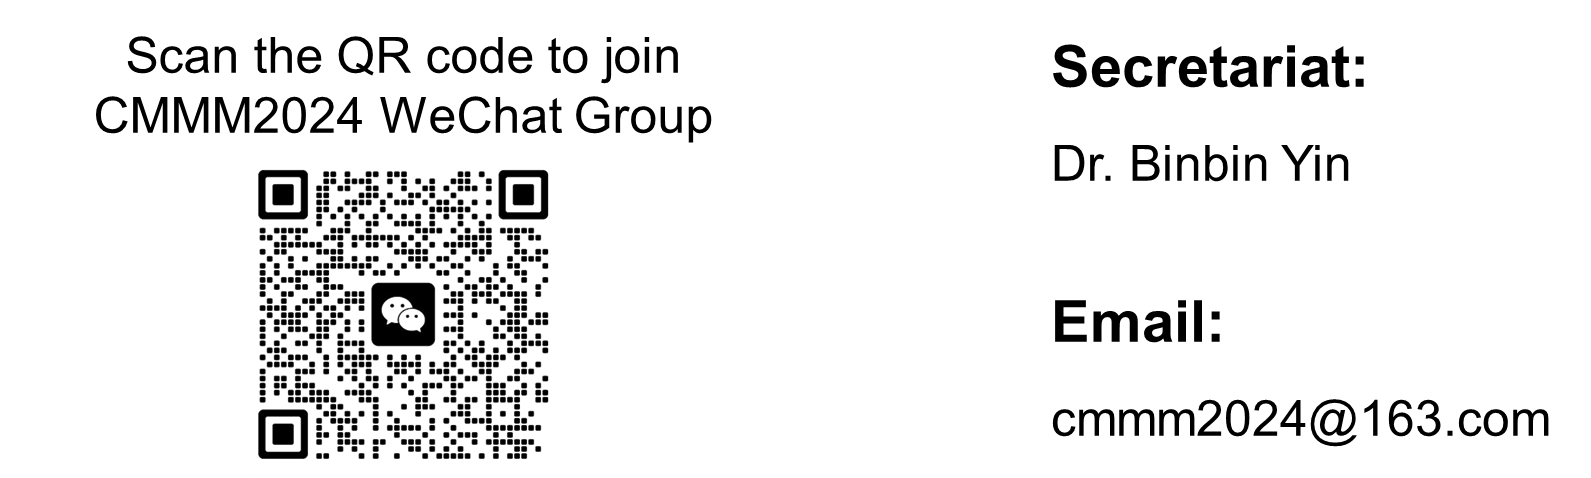 Scan the QR code to join
CMMM2024 WeChat Group
Secretariat:
Dr. Binbin Yin
Email:
cmmm2024@163.com